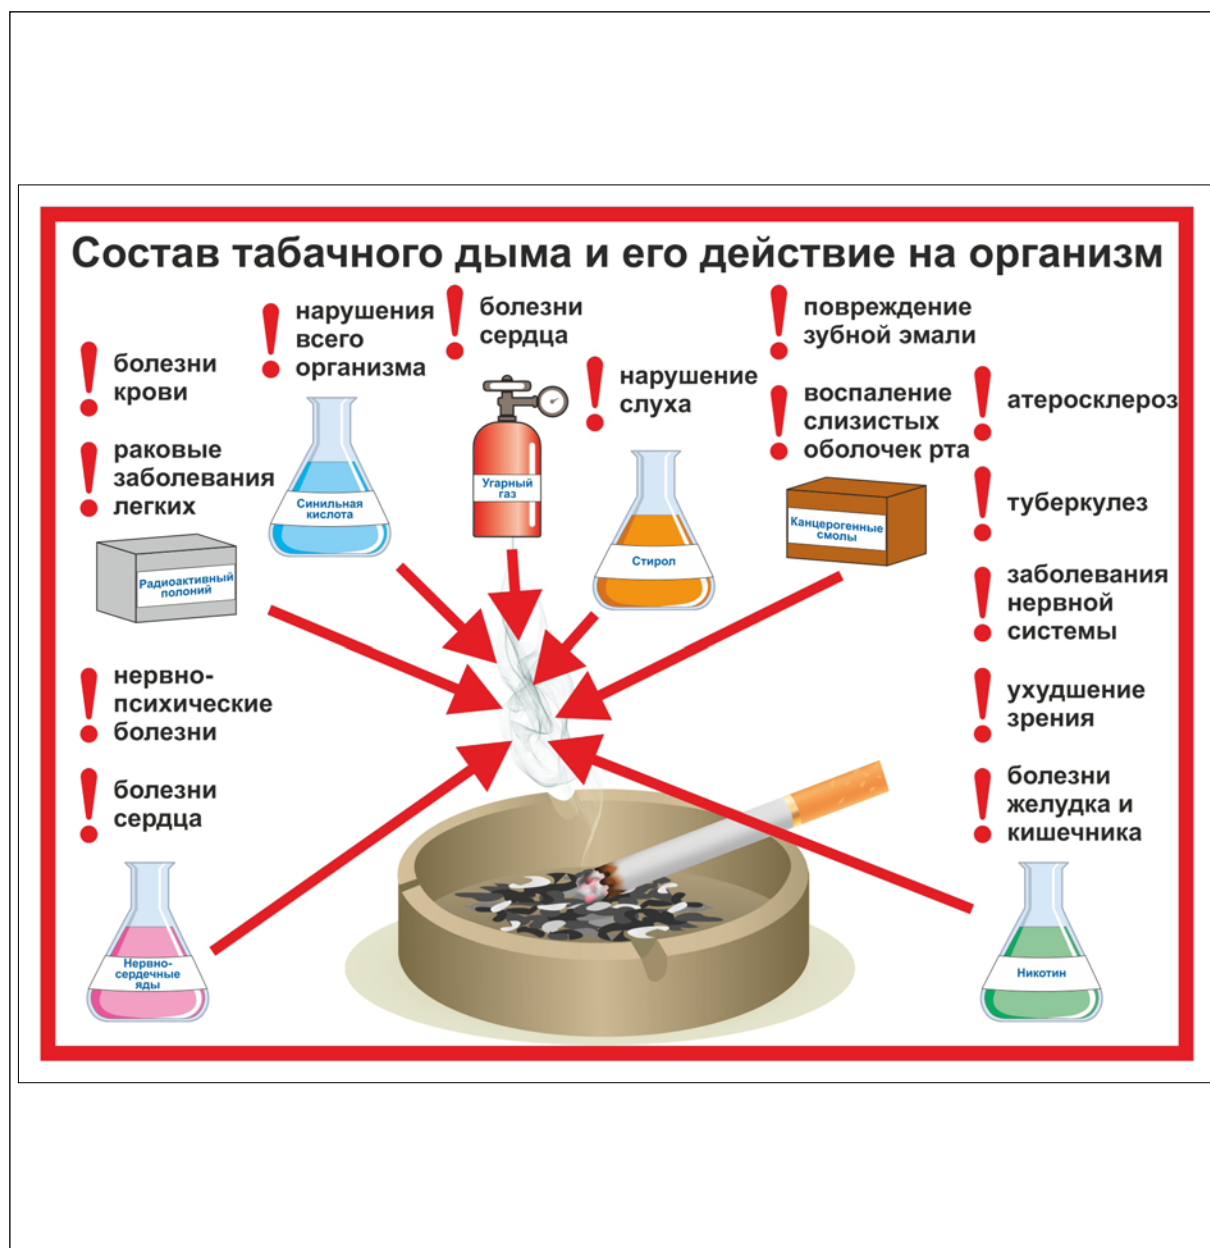 Состав табачного дыма и его действие на организм
болезни
крови
раковые
заболевания
легких
Радиоактивный
полоний
нарушения
всего
организма
Синильная
кислота
болезни
сердца
Угарный
газ
нарушение
слуха
Стирол
повреждение
зубной эмали
воспаление
слизистых
оболочек рта
Канцерогенные
смолы
атеросклероз
туберкулез
заболевания
нервной
системы
ухудшение
зрения
болезни
желудка и
кишечника
Никотин
нервно-
психические
болезни
болезни
сердца
Нервно-
сердечные
яды